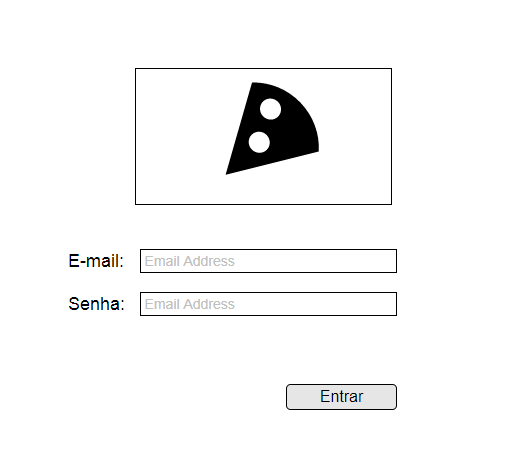 E-mail: Email Address
Senha: Email Address
Entrar